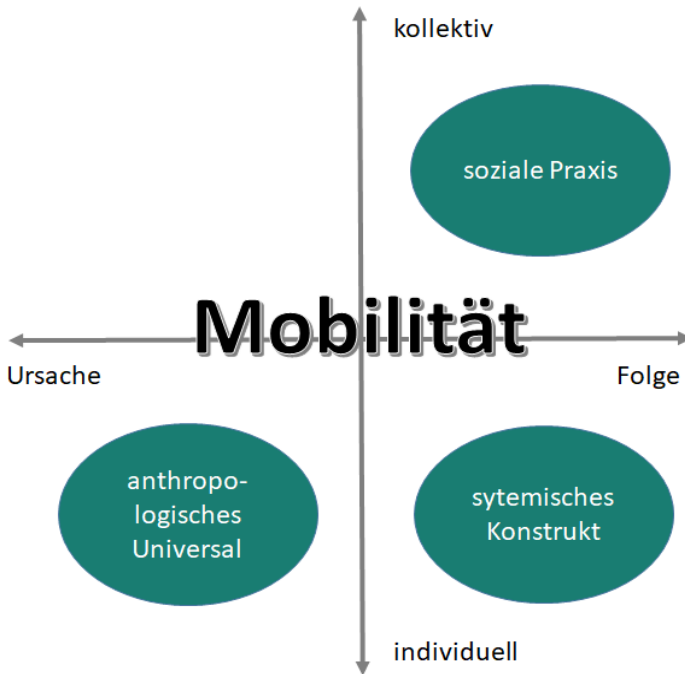 kollektiv
soziale Praxis
Mobilität
Ursache
Folge
anthropo-
logisches
Universal
sytemisches
Konstrukt
individuell